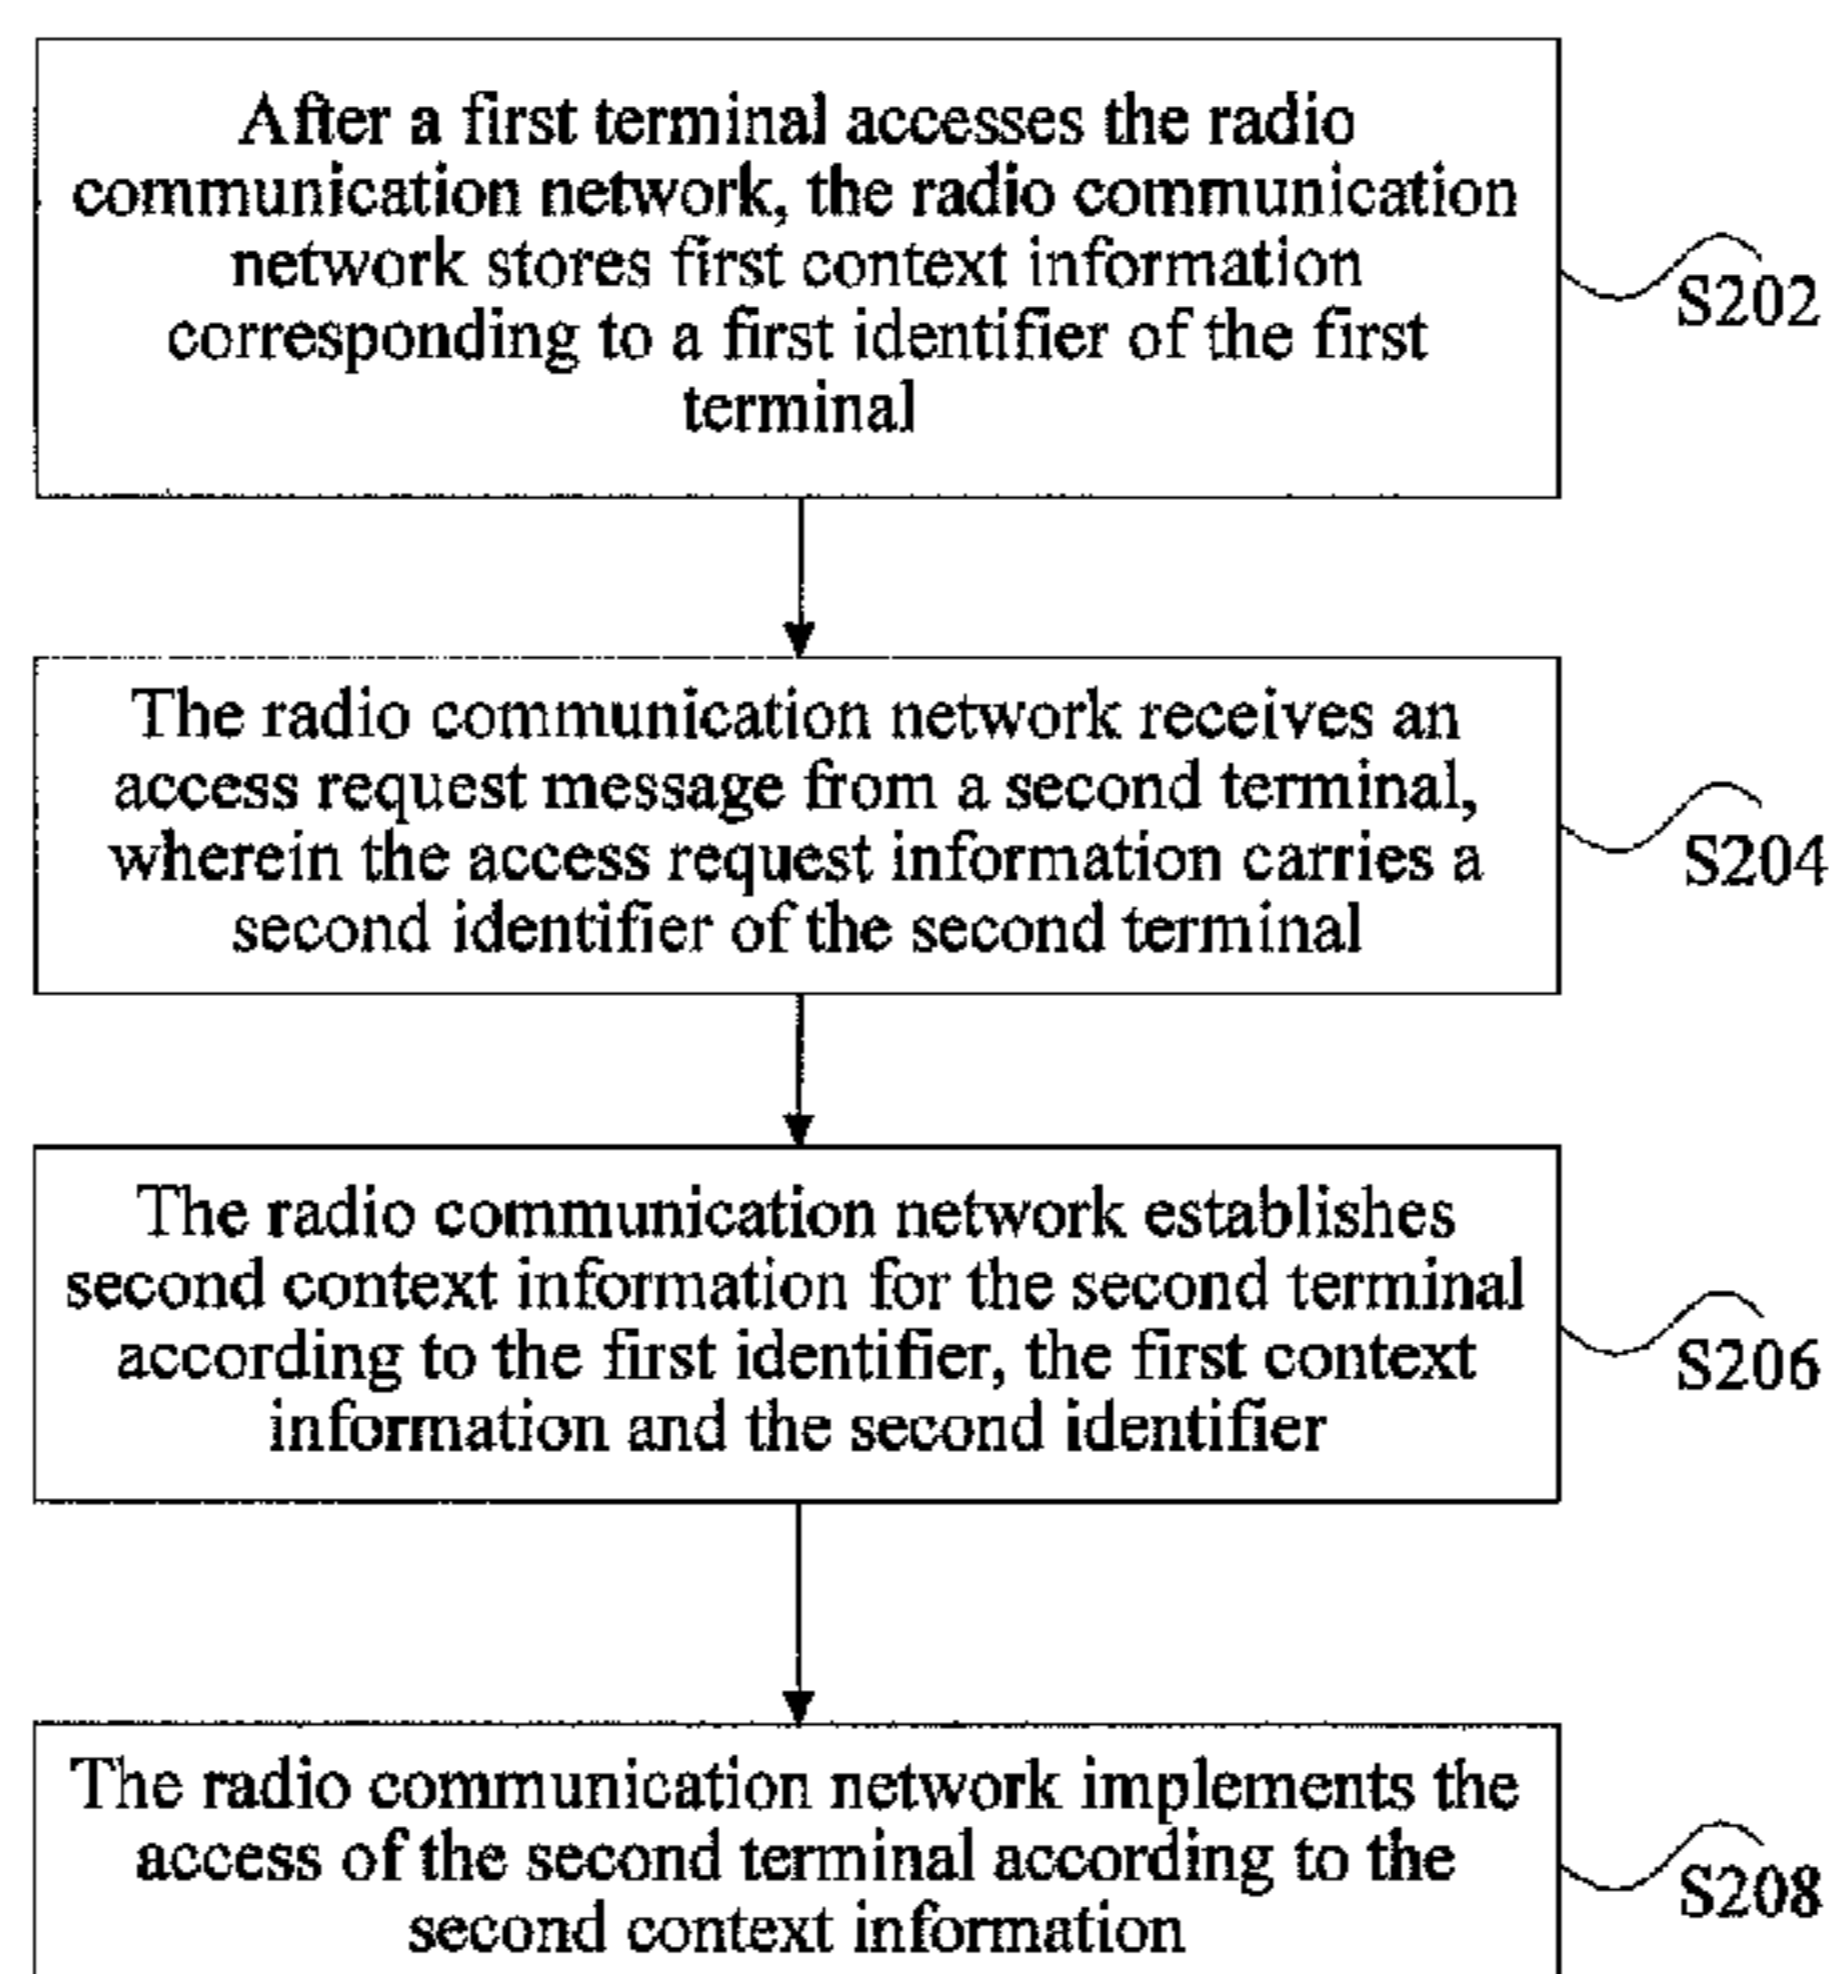 After a first terminal accesses the radio
communication network, the radio communication
network stores first context information
corresponding to a first identifier of the first
terminal
S202
The radio communication network receives an
access request message from a second terminal,
wherein the access request information carries a
second identifier of the second terminal
S204
The radio communication network establishes
second context information for the second terminal
according to the first identifier, the first context
information and the second identifier
S206
The radio communication network implements the
access of the second terminal according to the
second context information
S208